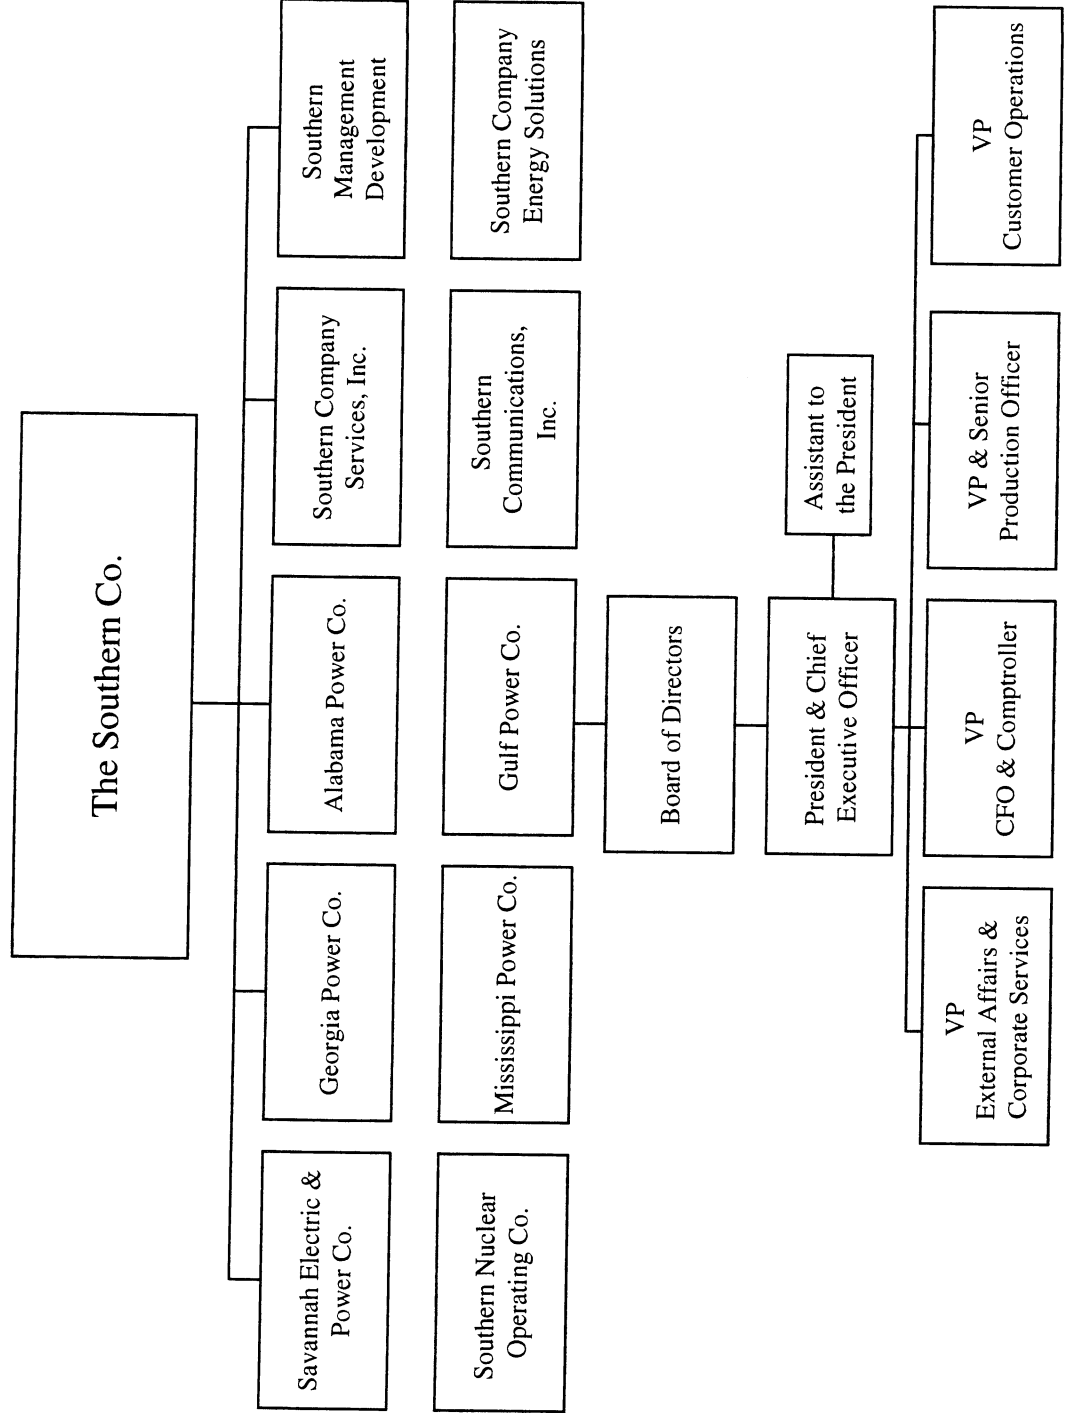 The Southern Co.
Savannah Electric &
Power Co.
Georgia Power Co.
Alabama Power Co.
Southern Company
Services, Inc.
Southern
Management
Development
Southern Nuclear
Operating Co.
Mississippi Power Co.
Gulf Power Co.
Southern
Communications,
Inc.
Southern Company
Energy Solutions
Board of Directors
President & Chief
Executive Officer
Assistant to
the President
VP
External Affairs &
Corporate Services
VP
CFO & Comptroller
VP & Senior
Production Officer
VP
Customer Operations